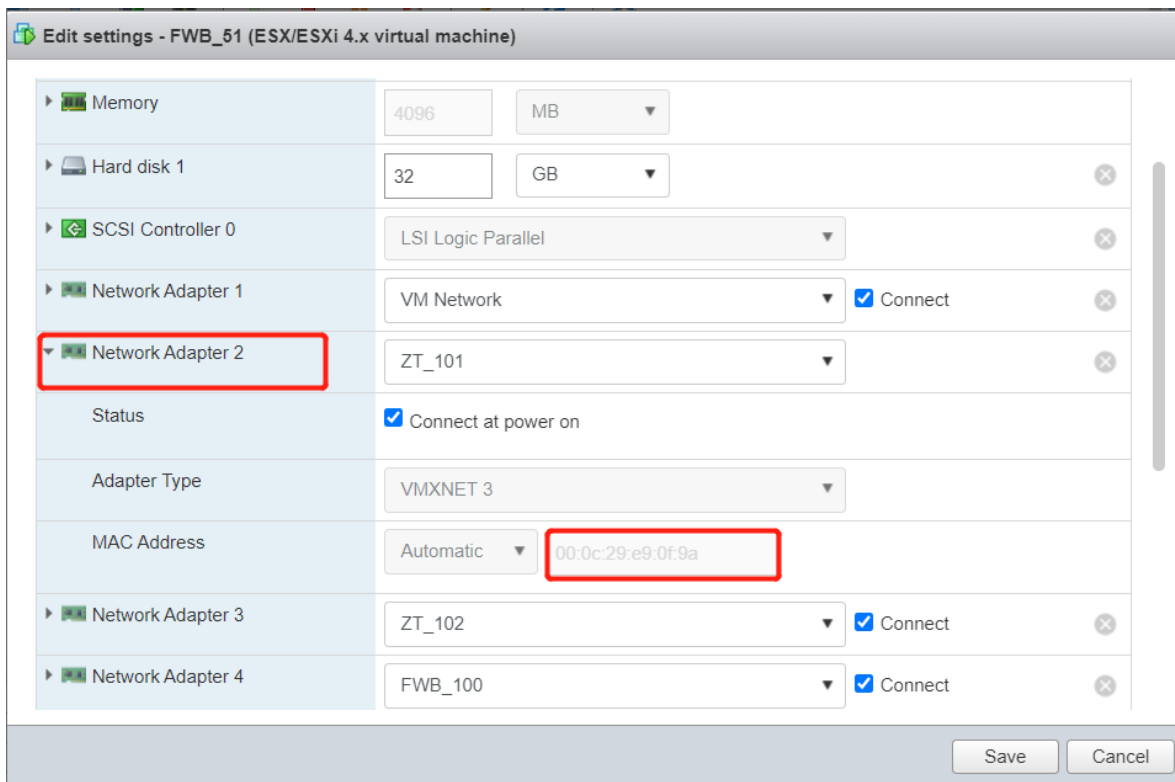 Edit settings - FWB_51 (ESX/ESXi 4.x virtual machine)
Memory 4096 MB
Hard disk 1 32 GB
SCSI Controller 0 LSI Logic Parallel
Network Adapter 1 VM Network Connect
Network Adapter 2 ZT_101
Status Connect at power on
Adapter Type VMXNET 3
MAC Address Automatic 00:0c:29:e9:0f:9a
Network Adapter 3 ZT_102 Connect
Network Adapter 4 FWB_100 Connect
Save Cancel